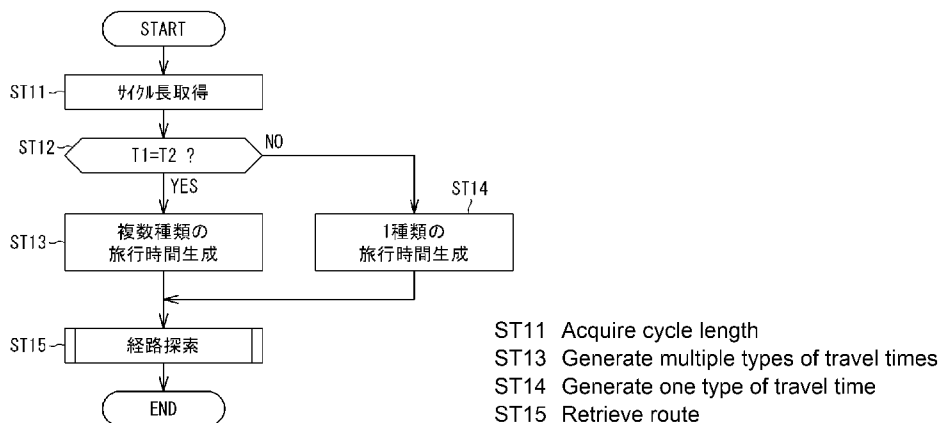 START
ST11
サイクル長取得
ST12
T1=T2 ?
NO
YES
ST14
ST13
複数種類の
旅行時間生成
1種類の
旅行時間生成
ST15
経路探索
END
ST11 Acquire cycle length
ST13 Generate multiple types of travel times
ST14 Generate one type of travel time
ST15 Retrieve route